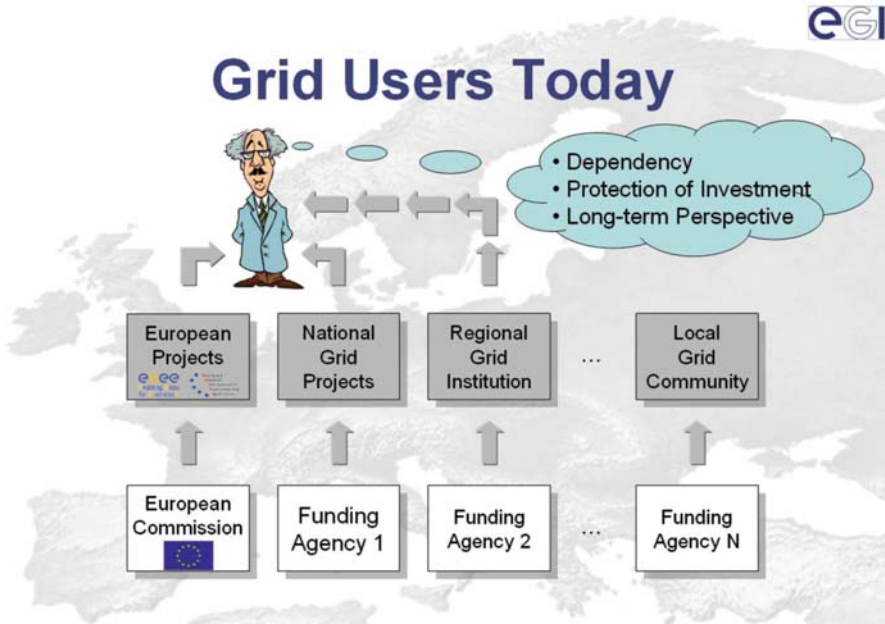 eGI
Grid Users Today
• Dependency
• Protection of Investment
• Long-term Perspective
European
Projects
National
Grid
Projects
Regional
Grid
Institution
...
Local
Grid
Community
European
Commission
Funding
Agency 1
Funding
Agency 2
...
Funding
Agency N